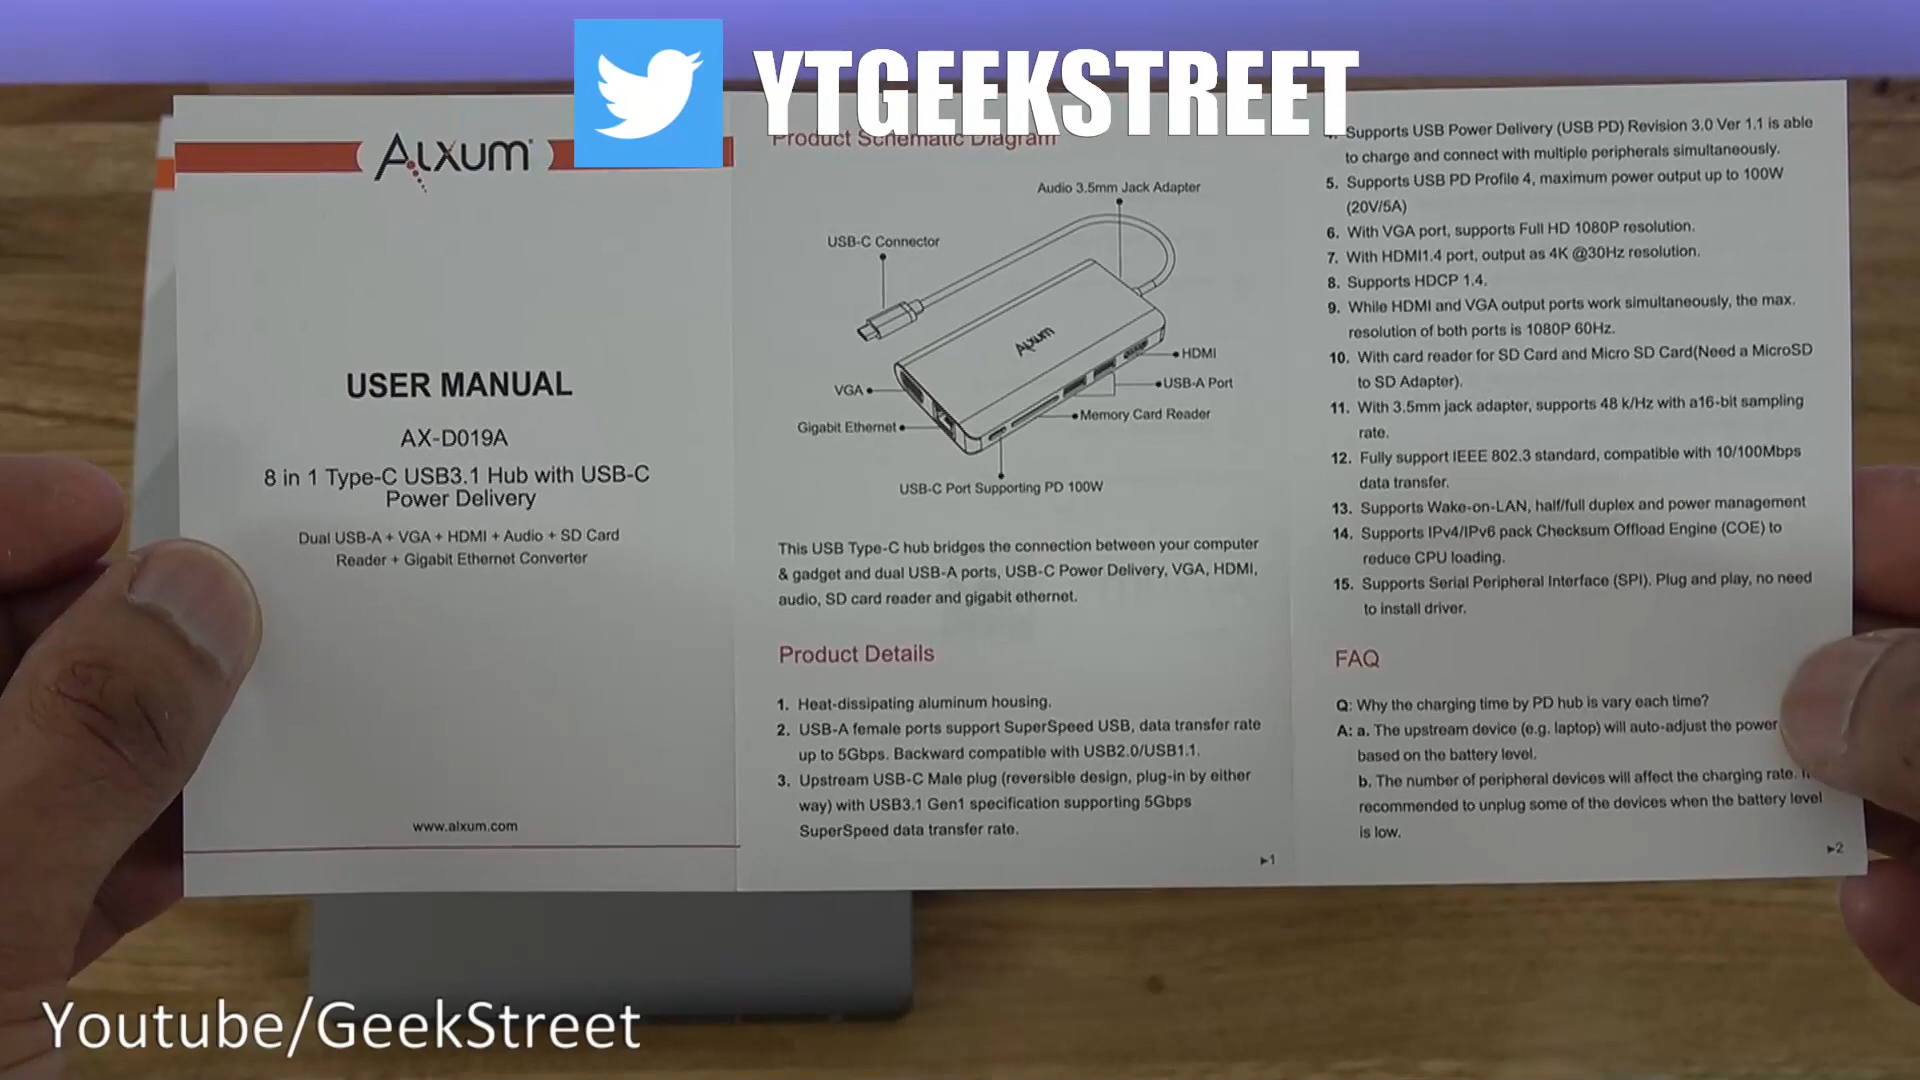 YTGEEKSTREET
Alxum
USER MANUAL
AX-D019A
8 in 1 Type-C USB3.1 Hub with USB-C
Power Delivery
Dual USB-A + VGA + HDMI + Audio + SD Card
Reader + Gigabit Ethernet Converter
www.alxum.com
Product Schematic Diagram
Audio 3.5mm Jack Adapter
USB-C Connector
Alxum
HDMI
VGA
USB-A Port
Memory Card Reader
Gigabit Ethernet
USB-C Port Supporting PD 100W
This USB Type-C hub bridges the connection between your computer
& gadget and dual USB-A ports, USB-C Power Delivery, VGA, HDMI,
audio, SD card reader and gigabit ethernet.
Product Details
1. Heat-dissipating aluminum housing.
2. USB-A female ports support SuperSpeed USB, data transfer rate
up to 5Gbps. Backward compatible with USB2.0/USB1.1.
3. Upstream USB-C Male plug (reversible design, plug-in by either
way) with USB3.1 Gen1 specification supporting 5Gbps
SuperSpeed data transfer rate.
▸1
Supports USB Power Delivery (USB PD) Revision 3.0 Ver 1.1 is able
to charge and connect with multiple peripherals simultaneously.
5. Supports USB PD Profile 4, maximum power output up to 100W
(20V/5A)
6. With VGA port, supports Full HD 1080P resolution.
7. With HDMI1.4 port, output as 4K @30Hz resolution.
8. Supports HDCP 1.4.
9. While HDMI and VGA output ports work simultaneously, the max.
resolution of both ports is 1080P 60Hz.
10. With card reader for SD Card and Micro SD Card(Need a MicroSD
to SD Adapter).
11. With 3.5mm jack adapter, supports 48 k/Hz with a16-bit sampling
rate.
12. Fully support IEEE 802.3 standard, compatible with 10/100Mbps
data transfer.
13. Supports Wake-on-LAN, half/full duplex and power management
14. Supports IPv4/IPv6 pack Checksum Offload Engine (COE) to
reduce CPU loading.
15. Supports Serial Peripheral Interface (SPI). Plug and play, no need
to install driver.
FAQ
Q: Why the charging time by PD hub is vary each time?
A: a. The upstream device (e.g. laptop) will auto-adjust the power
based on the battery level.
b. The number of peripheral devices will affect the charging rate.
recommended to unplug some of the devices when the battery level
is low.
▸2
Youtube/GeekStreet